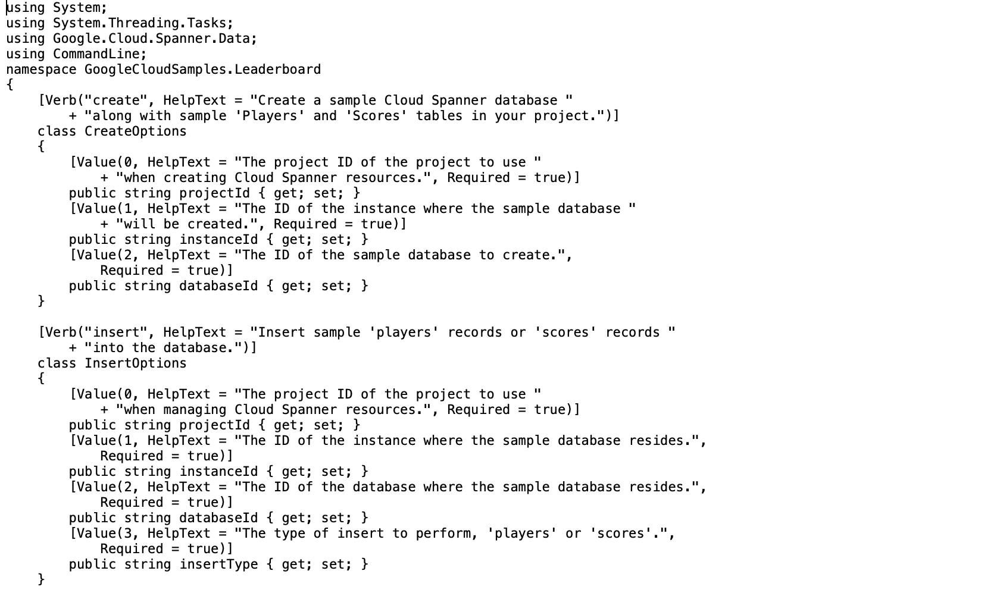 using System;
using System.Threading.Tasks;
using Google.Cloud.Spanner.Data;
using CommandLine;
namespace GoogleCloudSamples.Leaderboard
{
    [Verb("create", HelpText = "Create a sample Cloud Spanner database "
        + "along with sample 'Players' and 'Scores' tables in your project.")]
    class CreateOptions
    {
        [Value(0, HelpText = "The project ID of the project to use "
            + "when creating Cloud Spanner resources.", Required = true)]
        public string projectId { get; set; }
        [Value(1, HelpText = "The ID of the instance where the sample database "
            + "will be created.", Required = true)]
        public string instanceId { get; set; }
        [Value(2, HelpText = "The ID of the sample database to create.",
            Required = true)]
        public string databaseId { get; set; }
    }

    [Verb("insert", HelpText = "Insert sample 'players' records or 'scores' records "
        + "into the database.")]
    class InsertOptions
    {
        [Value(0, HelpText = "The project ID of the project to use "
            + "when managing Cloud Spanner resources.", Required = true)]
        public string projectId { get; set; }
        [Value(1, HelpText = "The ID of the instance where the sample database resides.",
            Required = true)]
        public string instanceId { get; set; }
        [Value(2, HelpText = "The ID of the database where the sample database resides.",
            Required = true)]
        public string databaseId { get; set; }
        [Value(3, HelpText = "The type of insert to perform, 'players' or 'scores'.",
            Required = true)]
        public string insertType { get; set; }
    }